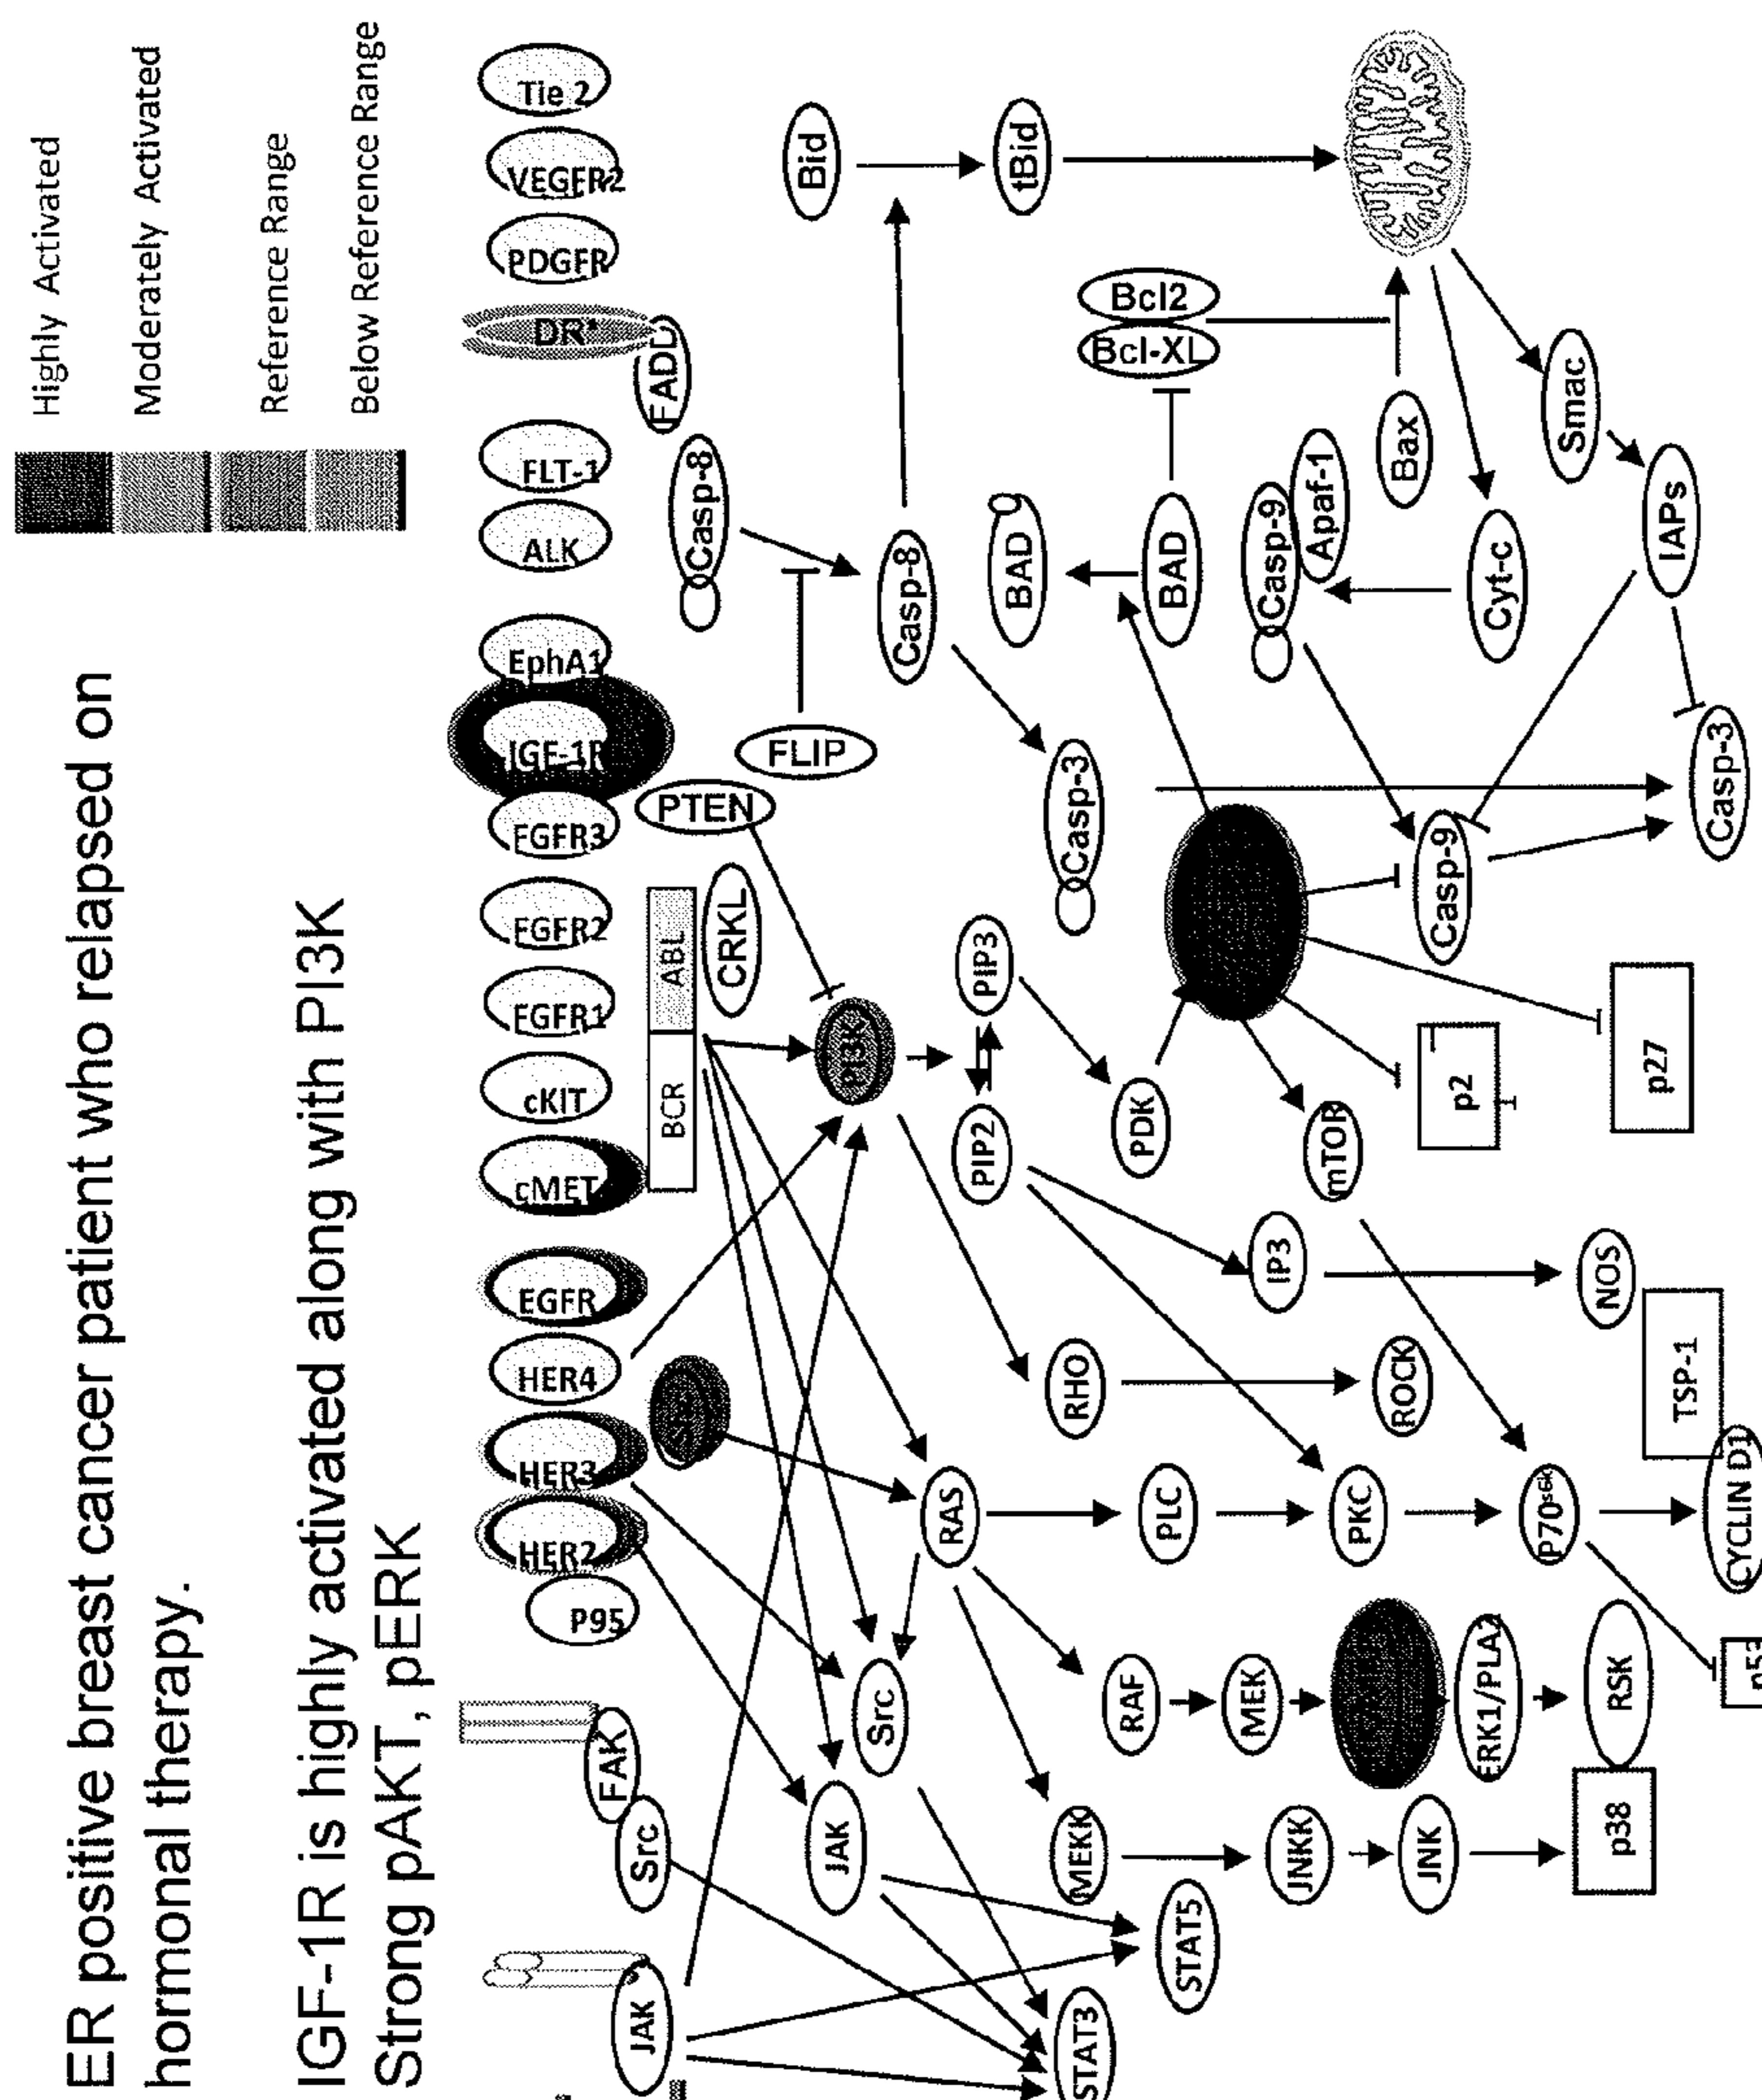 ER positive breast cancer patient who relapsed on
hormonal therapy.
IGF-1R is highly activated along with PI3K
Strong pAKT, pERK
Highly Activated
Moderately Activated
Reference Range
Below Reference Range
P95
HER2
HER3
HER4
EGFR
cMET
cKIT
FGFR1
FGFR2
FGFR3
IGF-1R
EphA1
ALK
FLT-1
DR*
PDGFR
VEGFR2
Tie 2
JAK
Src
FAK
BCR
ABL
CRKL
PTEN
FADD
Casp-8
FLIP
JAK
Src
PI3K
Casp-8
Bid
RAS
PIP2
PIP3
BAD
tBid
STAT3
MEKK
RAF
RHO
PDK
Casp-3
BAD
Bcl-XL
Bcl2
STAT5
PLC
JNKK
MEK
IP3
mTOR
Casp-9
Apaf-1
Bax
JNK
PKC
ROCK
p2
Casp-9
Cyt-c
Smac
ERK1/PLA2
P70s6k
NOS
p38
RSK
TSP-1
p27
IAPs
p53
CYCLIN D1
Casp-3